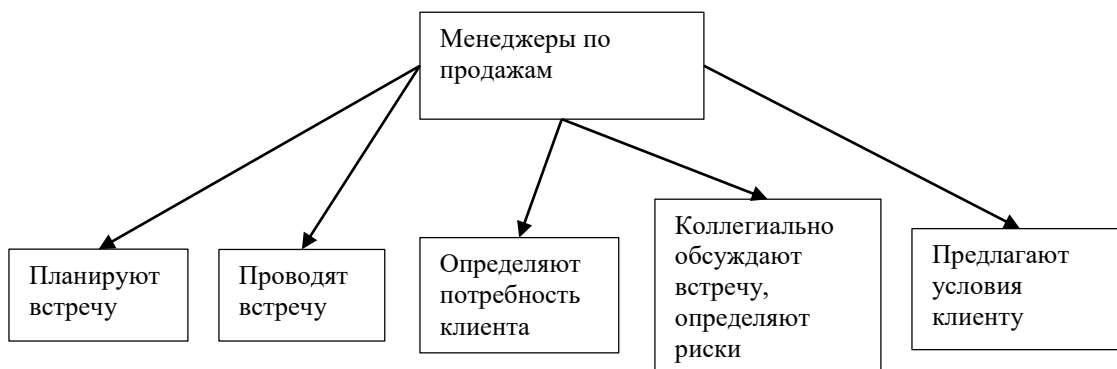 Менеджеры по
продажам
Планируют
встречу
Проводят
встречу
Определяют
потребность
клиента
Коллегиально
обсуждают
встречу,
определяют
риски
Предлагают
условия
клиенту